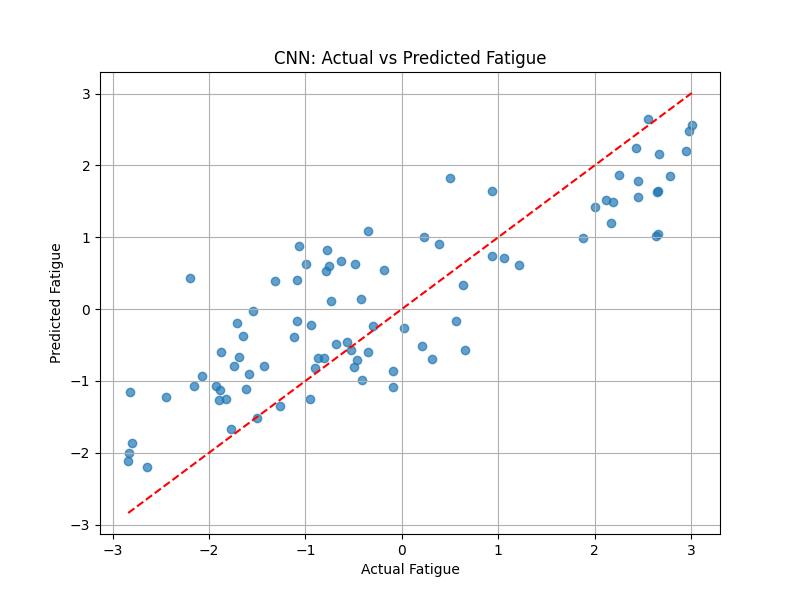 CNN: Actual vs Predicted Fatigue
3
2
1
0
−1
−2
−3
Predicted Fatigue
−3 −2 −1 0 1 2 3
Actual Fatigue